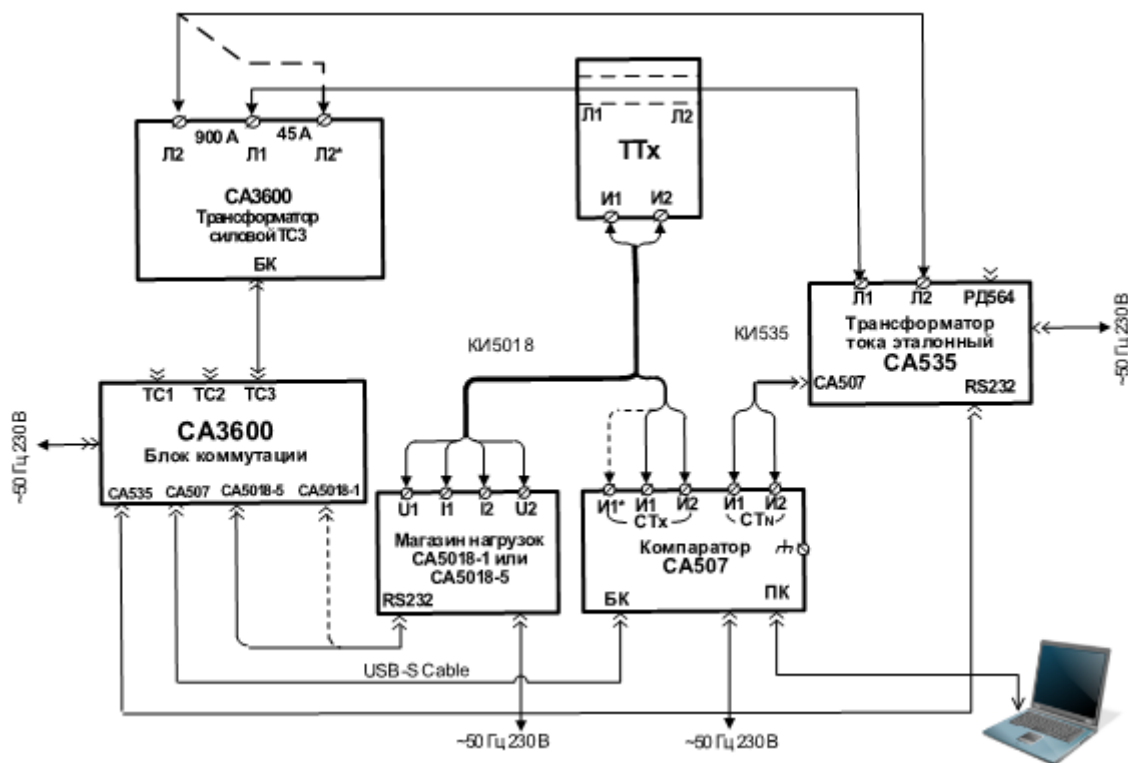 900 А
45 А
Л2
Л1
Л2*
СА3600
Трансформатор
силовой ТС3
БК
Л1
Л2
ТТх
И1
И2
Л1
Л2
РД564
Трансформатор
тока эталонный
СА535
СА507
RS232
~50 Гц 230 В
КИ5018
КИ535
ТС1
ТС2
ТС3
СА3600
Блок коммутации
СА535
СА507
СА5018-5
СА5018-1
~50 Гц 230 В
U1
I1
I2
U2
Магазин нагрузок
СА5018-1 или
СА5018-5
RS232
И1*
И1
И2
СТх
И1
И2
СТN
Компаратор
СА507
БК
ПК
USB-S Cable
~50 Гц 230 В
~50 Гц 230 В